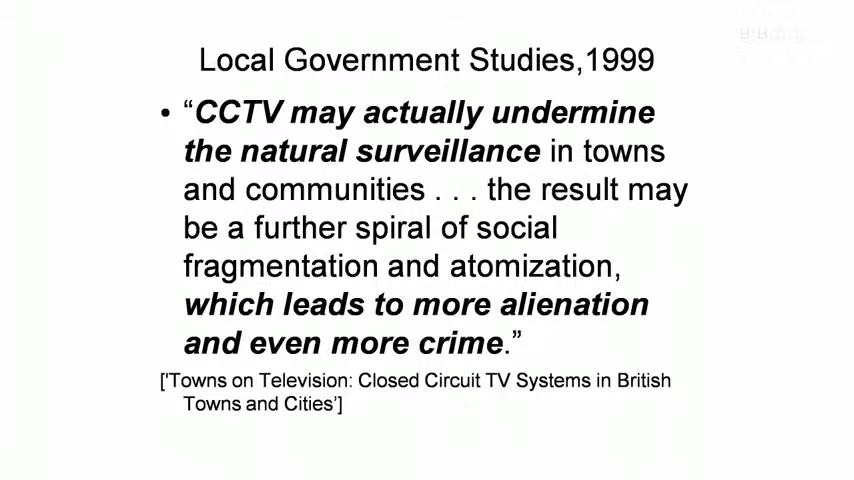 Local Government Studies,1999
• “CCTV may actually undermine
the natural surveillance in towns
and communities . . . the result may
be a further spiral of social
fragmentation and atomization,
which leads to more alienation
and even more crime.”
['Towns on Television: Closed Circuit TV Systems in British
Towns and Cities’]